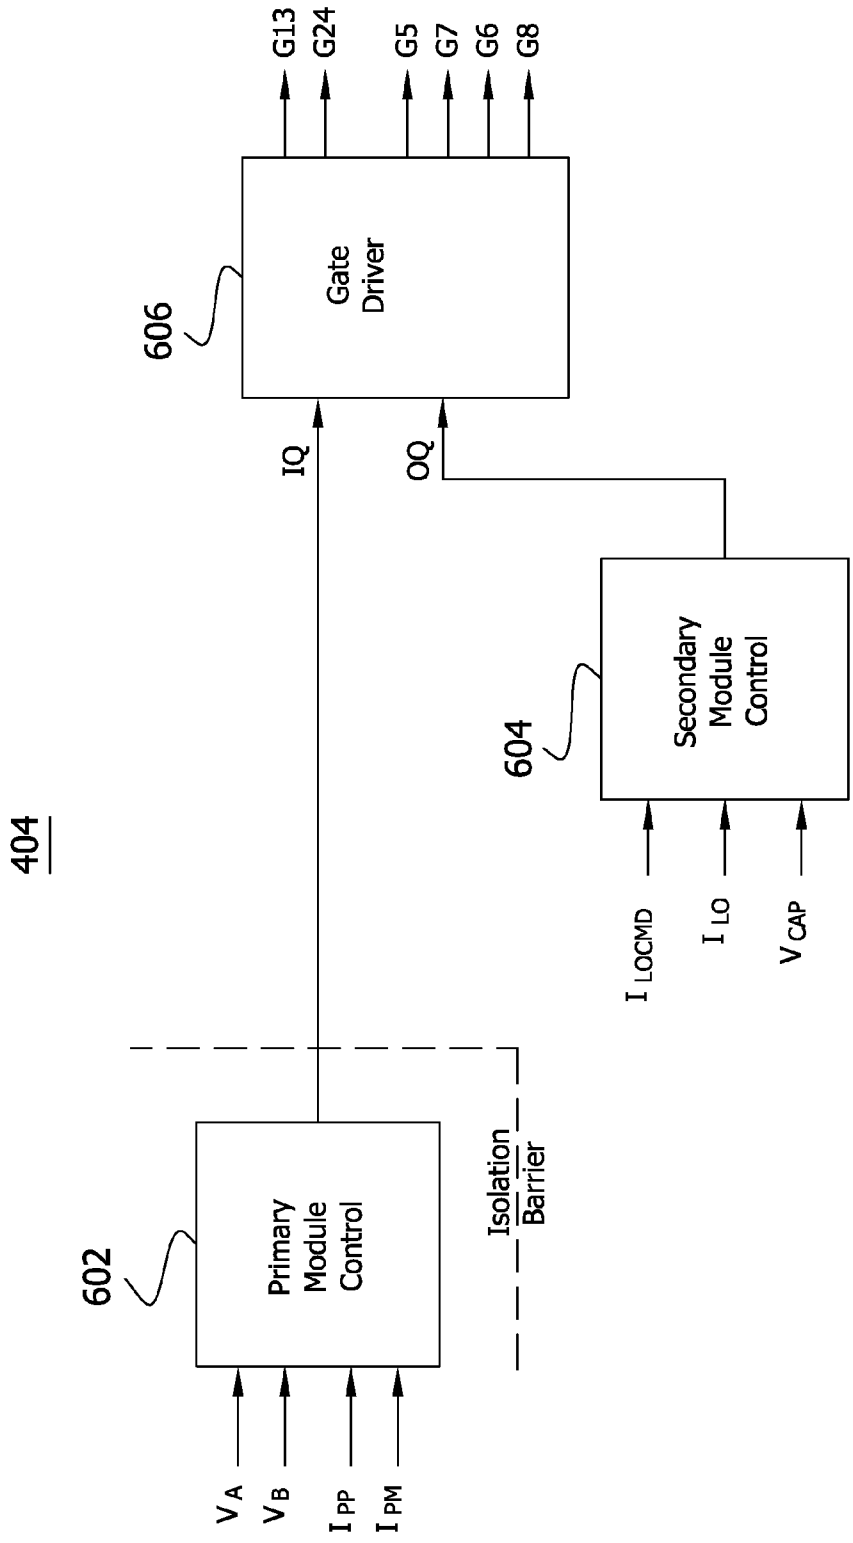 404
602
Primary
Module
Control
V A
V B
I PP
I PM
Isolation
Barrier
IQ
604
Secondary
Module
Control
I LOCMD
I LO
V CAP
OQ
606
Gate
Driver
G13
G24
G5
G7
G6
G8